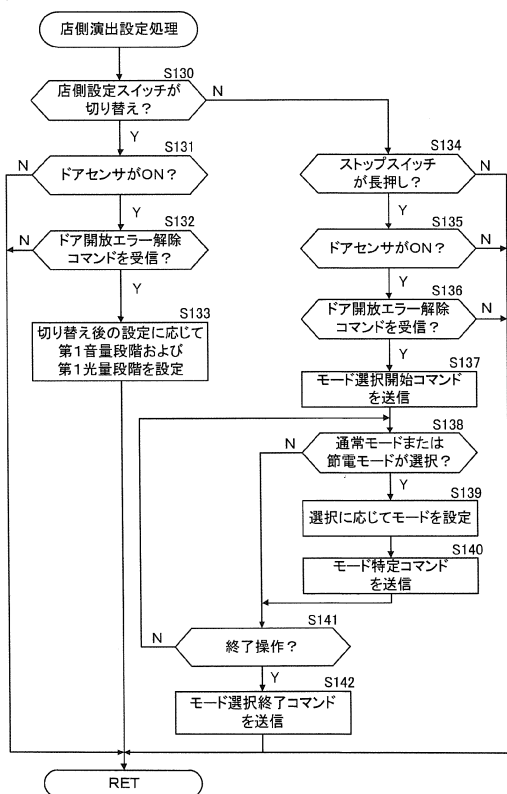 店側演出設定処理
S130
店側設定スイッチが
切り替え？
N
Y
S131
ドアセンサがON？
N
Y
S132
ドア開放エラー解除
コマンドを受信？
N
Y
S133
切り替え後の設定に応じて
第1音量段階および
第1光量段階を設定
S134
ストップスイッチ
が長押し？
N
Y
S135
ドアセンサがON？
N
Y
S136
ドア開放エラー解除
コマンドを受信？
N
Y
S137
モード選択開始コマンド
を送信
S138
通常モードまたは
節電モードが選択？
N
Y
S139
選択に応じてモードを設定
S140
モード特定コマンド
を送信
S141
終了操作？
N
Y
S142
モード選択終了コマンド
を送信
RET